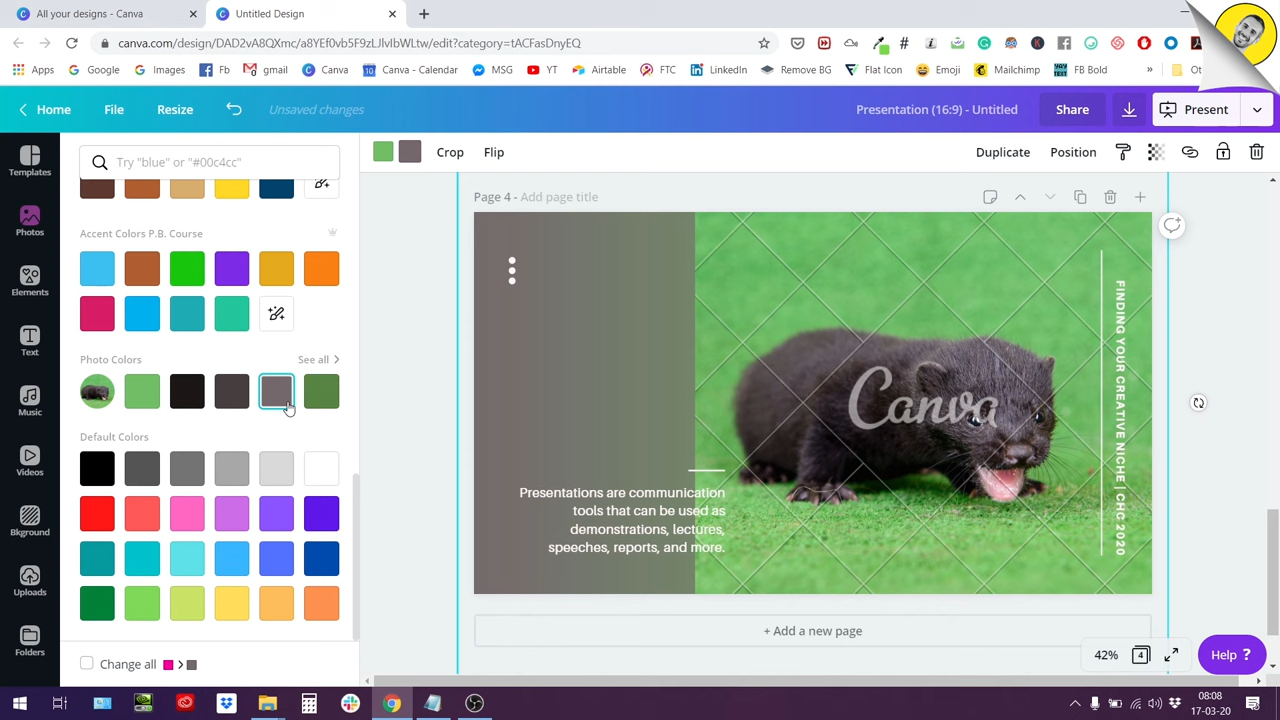 All your designs - Canva
Untitled Design
canva.com/design/DAD2vA8QXmc/a8YEf0vb5F9zLJlvIbWLtw/edit?category=tACFasDnyEQ
Apps
Google
Images
Fb
gmail
Canva
Canva - Calendar
MSG
YT
Airtable
FTC
LinkedIn
Remove BG
Flat Icon
Emoji
Mailchimp
FB Bold
»
Home
File
Resize
Unsaved changes
Presentation (16:9) - Untitled
Share
Present
Templates
Photos
Elements
Text
Music
Videos
Bkground
Uploads
Folders
Try "blue" or "#00c4cc"
Accent Colors P.B. Course
Photo Colors
See all
Default Colors
Change all
Crop
Flip
Duplicate
Position
Page 4 - Add page title
Canva
Presentations are communication
tools that can be used as
demonstrations, lectures,
speeches, reports, and more.
FINDING YOUR CREATIVE NICHE | CHC 2020
+ Add a new page
42%
4
Help ?
08:08
17-03-20